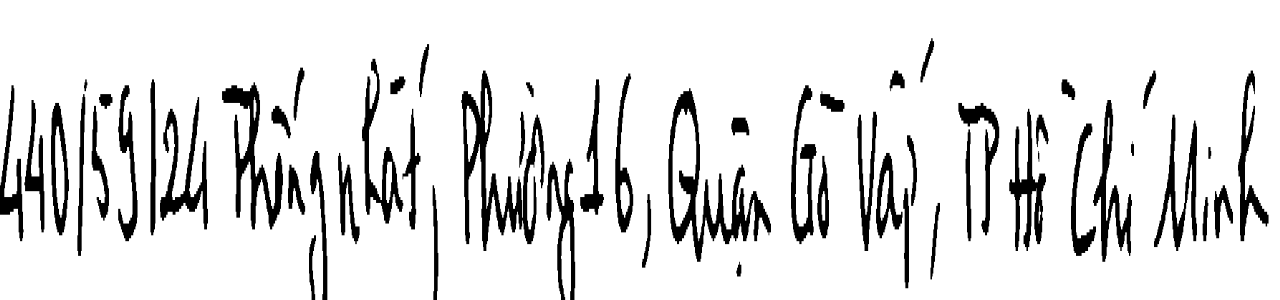 440/59/24 Thống nhất, Phường 16, Quận Gò Vấp, TP Hồ Chí Minh